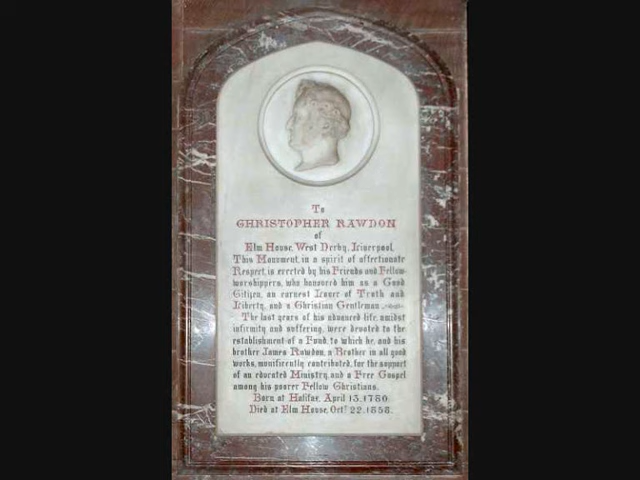 To
CHRISTOPHER RAWDON
of
Elm House, West Derby, Liverpool,
This Monument, in a spirit of affectionate
Respect, is erected by his Friends and Fellow-
worshippers, who honoured him as a Good
Citizen, an earnest Lover of Truth and
Liberty, and a Christian Gentleman.
The last years of his advanced life, amidst
infirmity and suffering, were devoted to the
establishment of a Fund, to which he, and his
brother James Rawdon, a Brother in all good
works, munificently contributed, for the support
of an educated Ministry, and a Free Gospel
among his poorer Fellow Christians.
Born at Halifax, April 13, 1780.
Died at Elm House, Octr. 22, 1858.